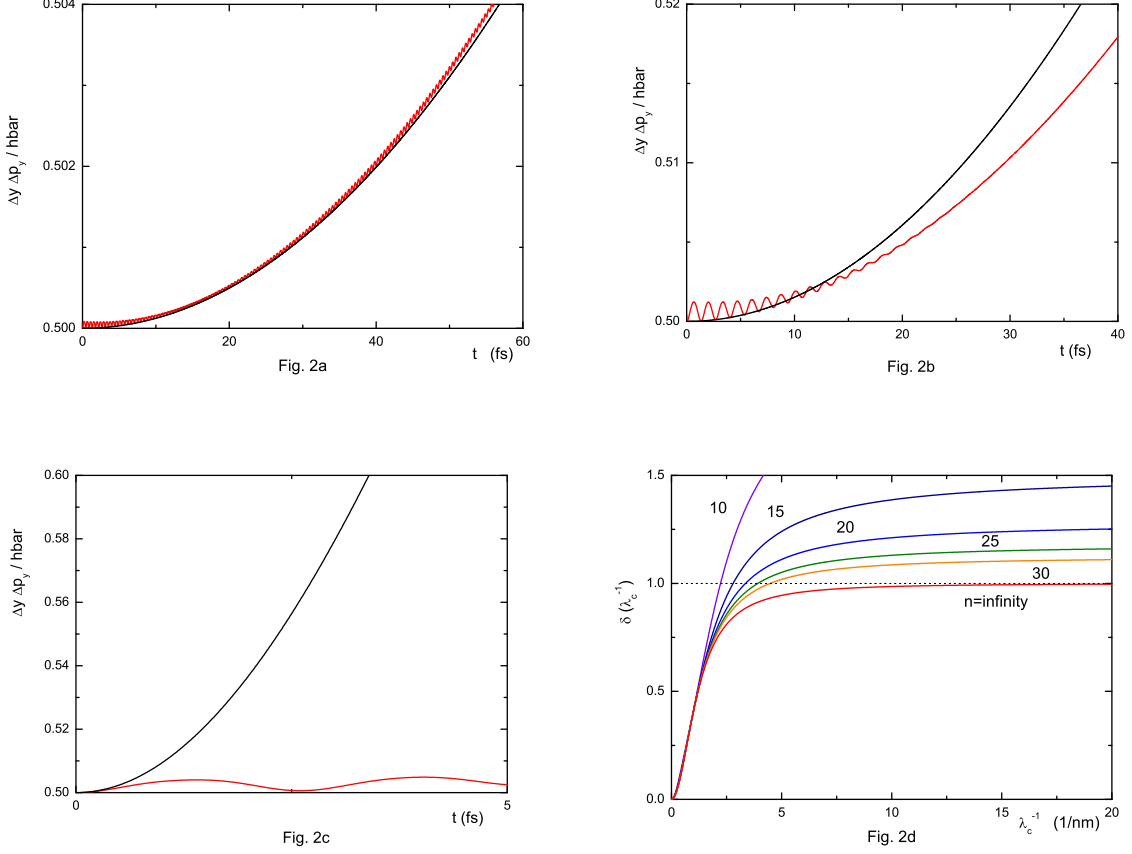 0.504
0.502
0.500
Δy Δp_y / hbar
0
20
40
60
t (fs)
Fig. 2a
0.52
0.51
0.50
Δy Δp_y / hbar
0
10
20
30
40
t (fs)
Fig. 2b
0.60
0.58
0.56
0.54
0.52
0.50
Δy Δp_y / hbar
0
5
t (fs)
Fig. 2c
1.5
1.0
0.5
0.0
δ (λ_c^-1)
10
15
20
25
30
n=infinity
0
5
10
15
20
λ_c^-1 (1/nm)
Fig. 2d